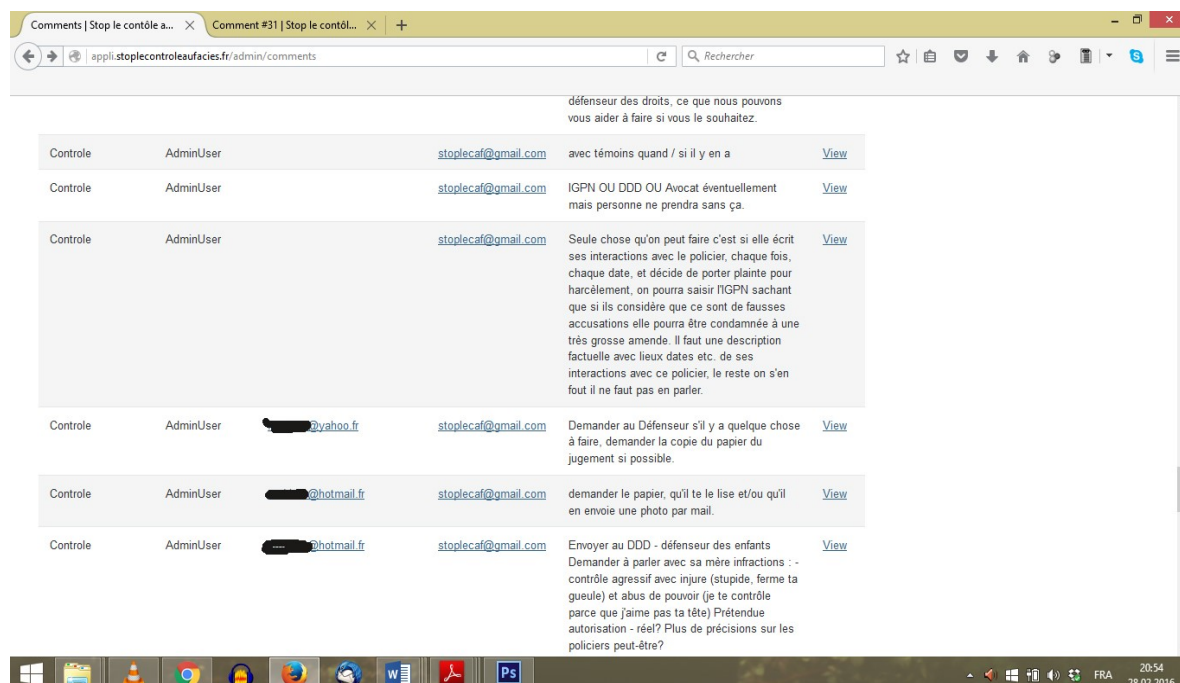 Comments | Stop le contôle a...
Comment #31 | Stop le contôl...
appli.stoplecontroleaufacies.fr/admin/comments
Rechercher
défenseur des droits, ce que nous pouvons
vous aider à faire si vous le souhaitez.
Controle AdminUser stoplecaf@gmail.com avec témoins quand / si il y en a View
Controle AdminUser stoplecaf@gmail.com IGPN OU DDD OU Avocat éventuellement View
mais personne ne prendra sans ça.
Controle AdminUser stoplecaf@gmail.com Seule chose qu'on peut faire c'est si elle écrit View
ses interactions avec le policier, chaque fois,
chaque date, et décide de porter plainte pour
harcèlement, on pourra saisir l'IGPN sachant
que si ils considère que ce sont de fausses
accusations elle pourra être condamnée à une
très grosse amende. Il faut une description
factuelle avec lieux dates etc. de ses
interactions avec ce policier, le reste on s'en
fout il ne faut pas en parler.
Controle AdminUser @yahoo.fr stoplecaf@gmail.com Demander au Défenseur s'il y a quelque chose View
à faire, demander la copie du papier du
jugement si possible.
Controle AdminUser @hotmail.fr stoplecaf@gmail.com demander le papier, qu'il te le lise et/ou qu'il View
en envoie une photo par mail.
Controle AdminUser @hotmail.fr stoplecaf@gmail.com Envoyer au DDD - défenseur des enfants View
Demander à parler avec sa mère infractions : -
contrôle agressif avec injure (stupide, ferme ta
gueule) et abus de pouvoir (je te contrôle
parce que j'aime pas ta tête) Prétendue
autorisation - réel? Plus de précisions sur les
policiers peut-être?
Ps
FRA
20:54
28.02.2016